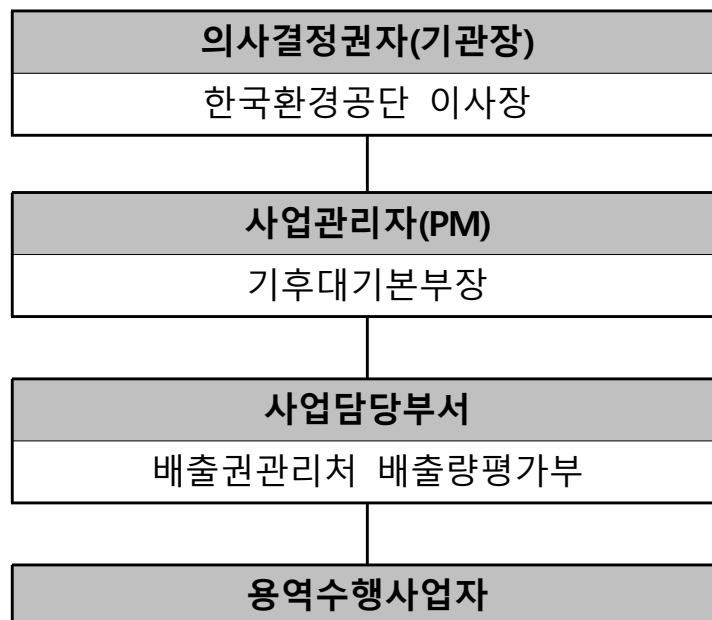 의사결정권자(기관장)
한국환경공단 이사장
사업관리자(PM)
기후대기본부장
사업담당부서
배출권관리처 배출량평가부
용역수행사업자